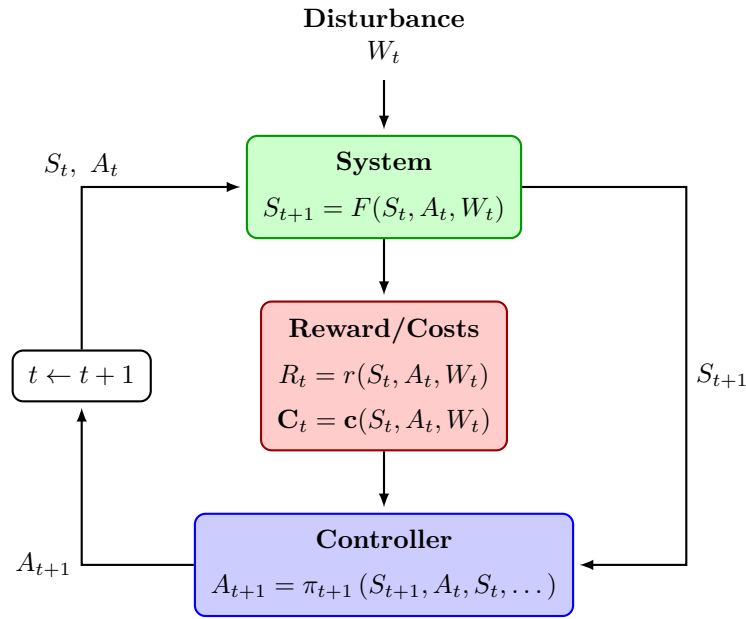 Disturbance
W_t
S_t, A_t
System
S_{t+1} = F(S_t, A_t, W_t)
Reward/Costs
R_t = r(S_t, A_t, W_t)
C_t = c(S_t, A_t, W_t)
t ← t + 1
S_{t+1}
Controller
A_{t+1} = π_{t+1} (S_{t+1}, A_t, S_t, . . . )
A_{t+1}